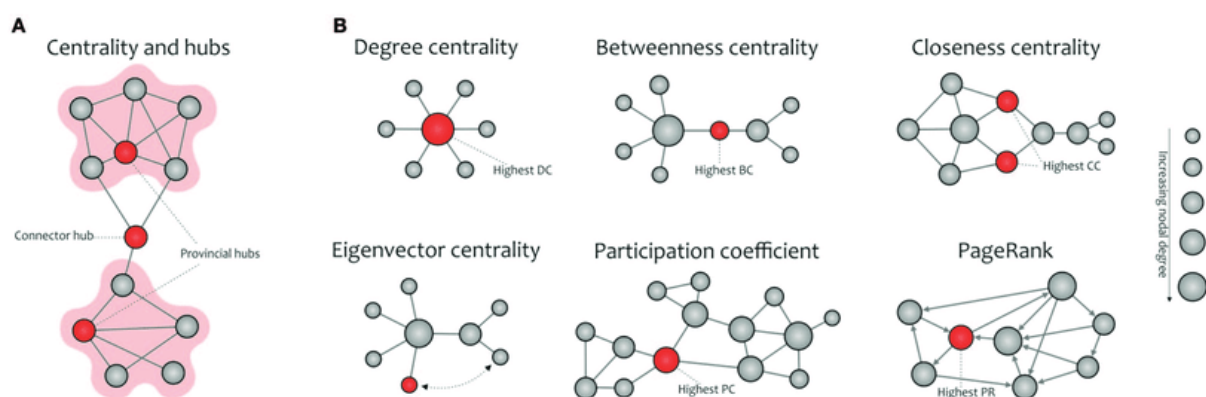 A
Centrality and hubs
Connector hub
Provincial hubs
B
Degree centrality
Highest DC
Betweenness centrality
Highest BC
Closeness centrality
Highest CC
Eigenvector centrality
Participation coefficient
Highest PC
PageRank
Highest PR
Increasing nodal degree